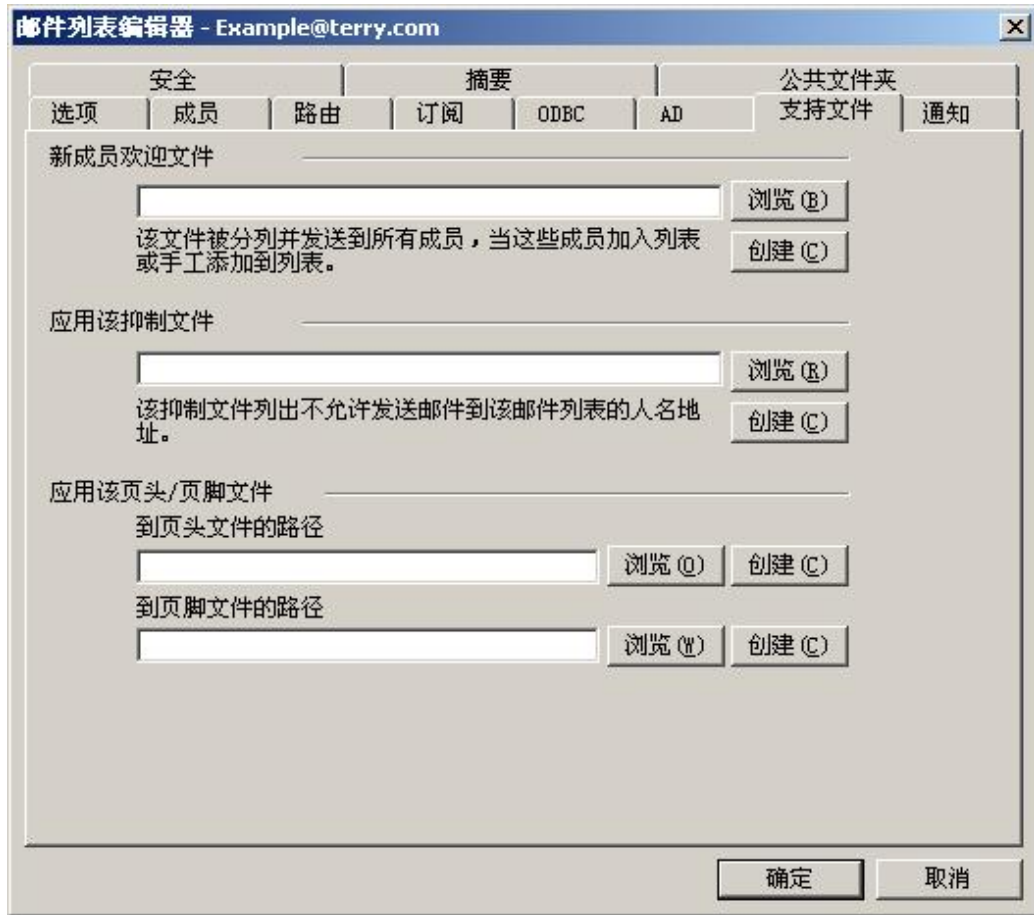 邮件列表编辑器 - Example@terry.com
安全 摘要 公共文件夹
选项 成员 路由 订阅 ODBC AD 支持文件 通知
新成员欢迎文件
浏览(B)
该文件被分列并发送到所有成员，当这些成员加入列表
或手工添加到列表。
创建(C)
应用该抑制文件
浏览(R)
该抑制文件列出不允许发送邮件到该邮件列表的人名地
址。
创建(C)
应用该页头/页脚文件
到页头文件的路径
浏览(O) 创建(C)
到页脚文件的路径
浏览(W) 创建(C)
确定 取消